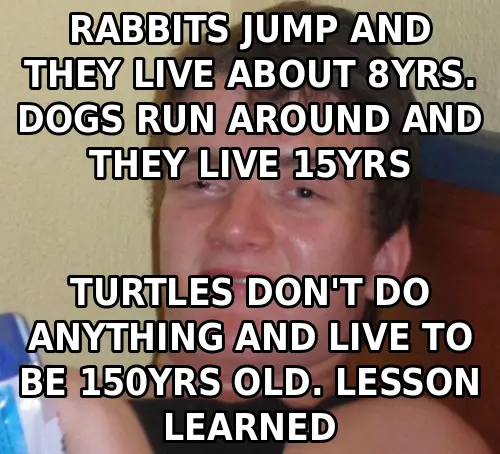 RABBITS JUMP AND
THEY LIVE ABOUT 8YRS.
DOGS RUN AROUND AND
THEY LIVE 15YRS
TURTLES DON'T DO
ANYTHING AND LIVE TO
BE 150YRS OLD. LESSON
LEARNED